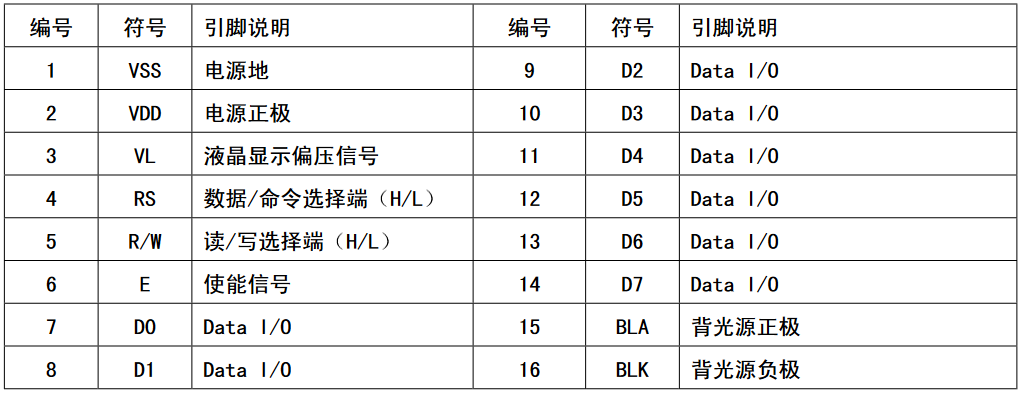 编号 符号 引脚说明 编号 符号 引脚说明
1 VSS 电源地 9 D2 Data I/O
2 VDD 电源正极 10 D3 Data I/O
3 VL 液晶显示偏压信号 11 D4 Data I/O
4 RS 数据/命令选择端（H/L） 12 D5 Data I/O
5 R/W 读/写选择端（H/L） 13 D6 Data I/O
6 E 使能信号 14 D7 Data I/O
7 D0 Data I/O 15 BLA 背光源正极
8 D1 Data I/O 16 BLK 背光源负极